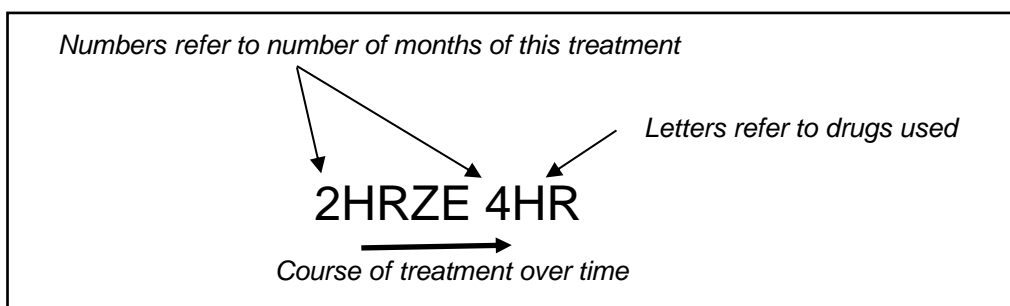 Numbers refer to number of months of this treatment
Letters refer to drugs used
2HRZE 4HR
Course of treatment over time